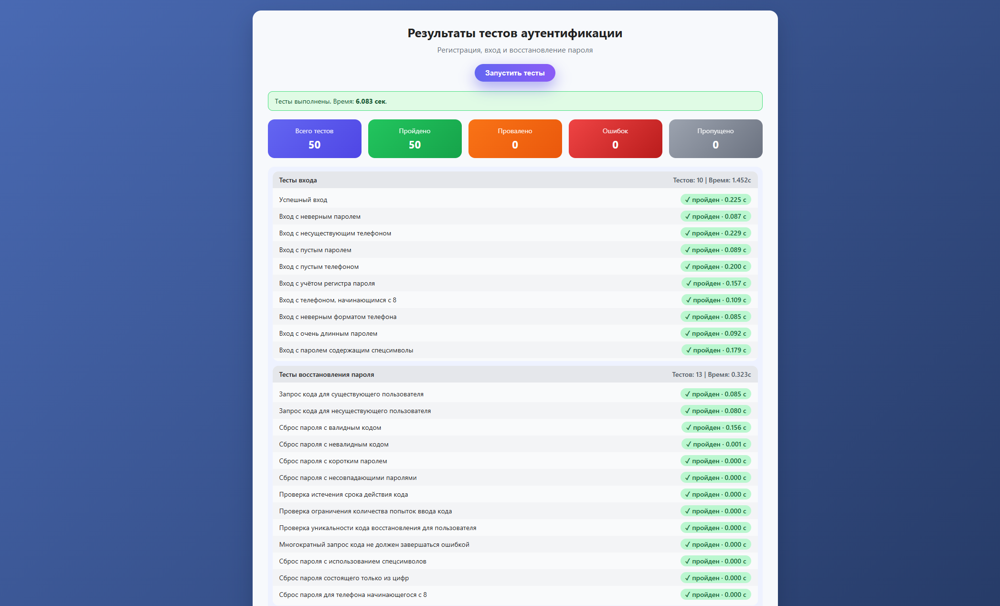 Результаты тестов аутентификации
Регистрация, вход и восстановление пароля
Запустить тесты
Тесты выполнены. Время: 6.083 сек.
Всего тестов
50
Пройдено
50
Провалено
0
Ошибок
0
Пропущено
0
Тесты входа Тестов: 10 | Время: 1.452с
Успешный вход ✓ пройден · 0.225 с
Вход с неверным паролем ✓ пройден · 0.087 с
Вход с несуществующим телефоном ✓ пройден · 0.229 с
Вход с пустым паролем ✓ пройден · 0.089 с
Вход с пустым телефоном ✓ пройден · 0.200 с
Вход с учётом регистра пароля ✓ пройден · 0.157 с
Вход с телефоном, начинающимся с 8 ✓ пройден · 0.109 с
Вход с неверным форматом телефона ✓ пройден · 0.085 с
Вход с очень длинным паролем ✓ пройден · 0.092 с
Вход с паролем содержащим спецсимволы ✓ пройден · 0.179 с
Тесты восстановления пароля Тестов: 13 | Время: 0.323с
Запрос кода для существующего пользователя ✓ пройден · 0.085 с
Запрос кода для несуществующего пользователя ✓ пройден · 0.080 с
Сброс пароля с валидным кодом ✓ пройден · 0.156 с
Сброс пароля с невалидным кодом ✓ пройден · 0.001 с
Сброс пароля с коротким паролем ✓ пройден · 0.000 с
Сброс пароля с несовпадающими паролями ✓ пройден · 0.000 с
Проверка истечения срока действия кода ✓ пройден · 0.000 с
Проверка ограничения количества попыток ввода кода ✓ пройден · 0.000 с
Проверка уникальности кода восстановления для пользователя ✓ пройден · 0.000 с
Многократный запрос кода не должен завершаться ошибкой ✓ пройден · 0.000 с
Сброс пароля с использованием спецсимволов ✓ пройден · 0.000 с
Сброс пароля состоящего только из цифр ✓ пройден · 0.000 с
Сброс пароля для телефона начинающегося с 8 ✓ пройден · 0.000 с